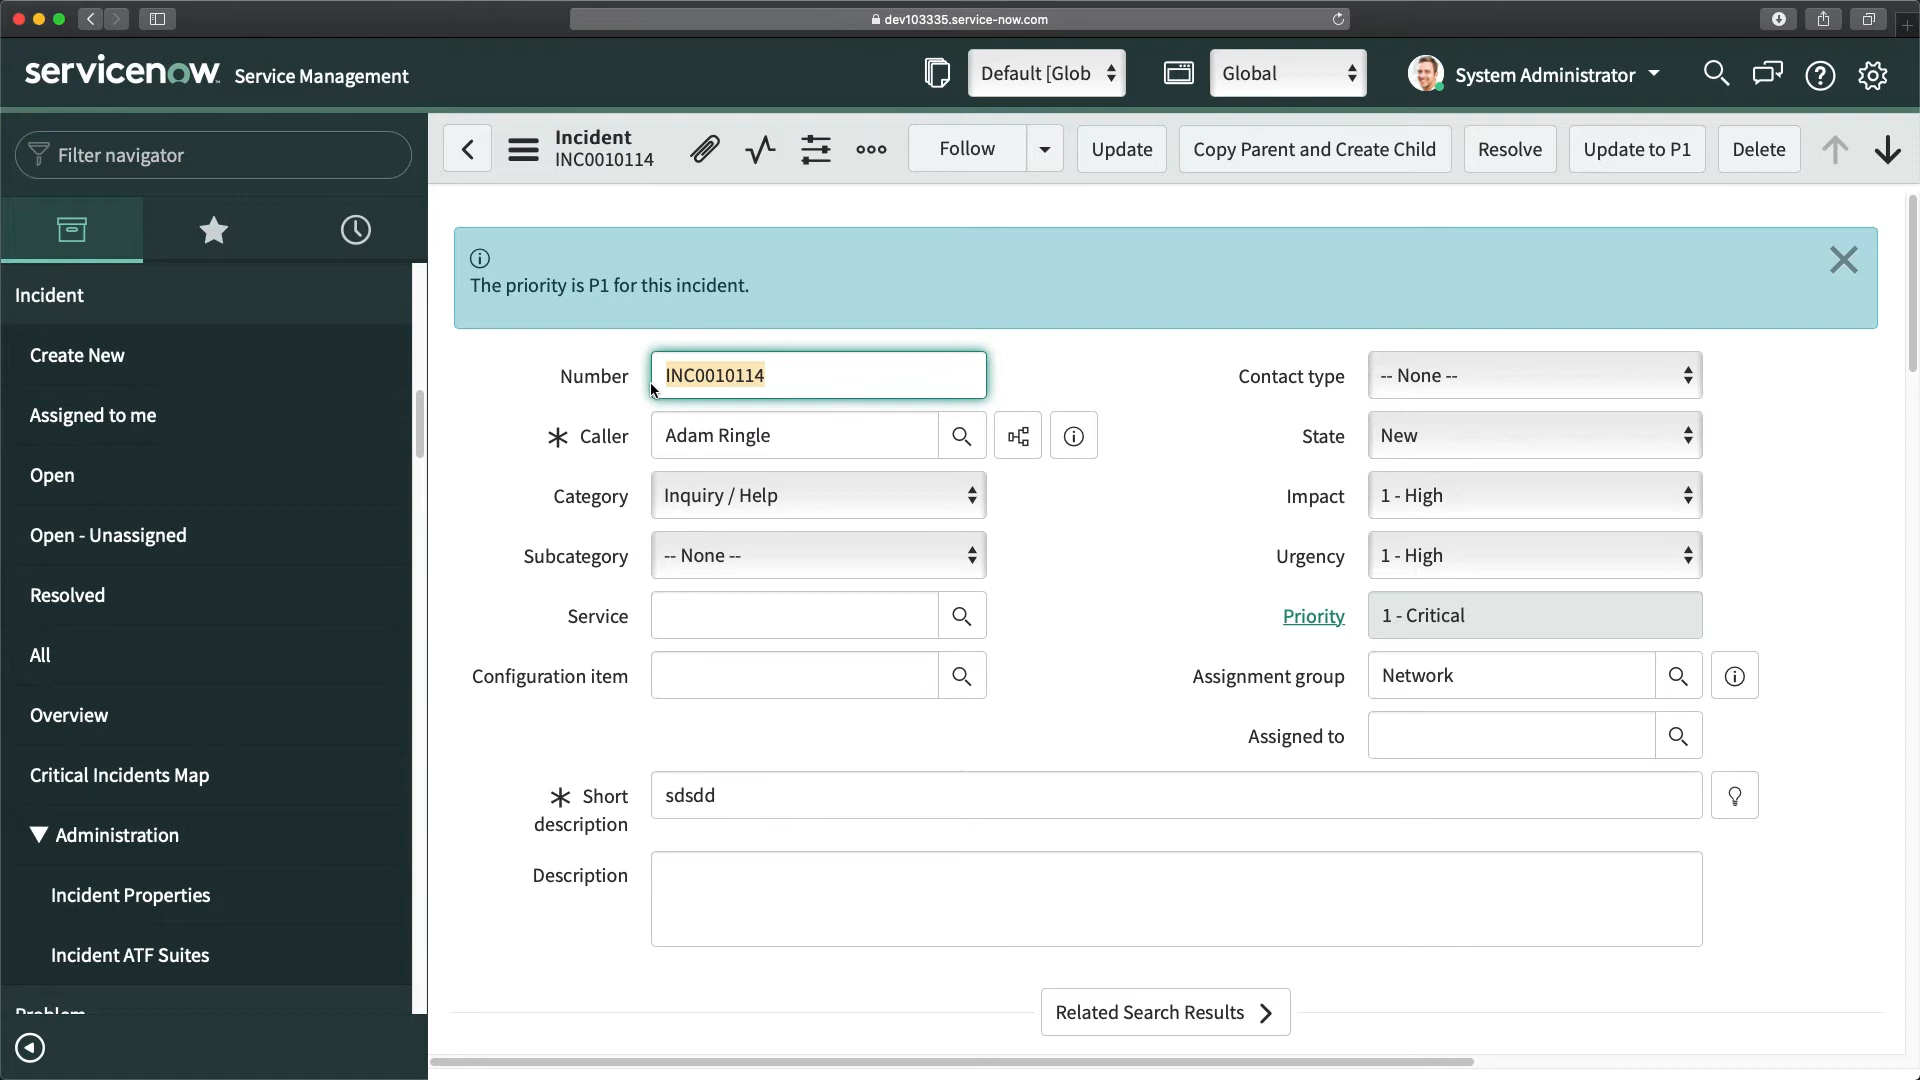 dev103335.service-now.com
servicenow Service Management
Default [Glob
Global
System Administrator
Filter navigator
Incident
INC0010114
Follow
Update
Copy Parent and Create Child
Resolve
Update to P1
Delete
Incident
Create New
Assigned to me
Open
Open - Unassigned
Resolved
All
Overview
Critical Incidents Map
Administration
Incident Properties
Incident ATF Suites
Problem
The priority is P1 for this incident.
Number INC0010114
Caller Adam Ringle
Category Inquiry / Help
Subcategory -- None --
Service
Configuration item
Contact type -- None --
State New
Impact 1 - High
Urgency 1 - High
Priority 1 - Critical
Assignment group Network
Assigned to
Short sdsdd
description
Description
Related Search Results